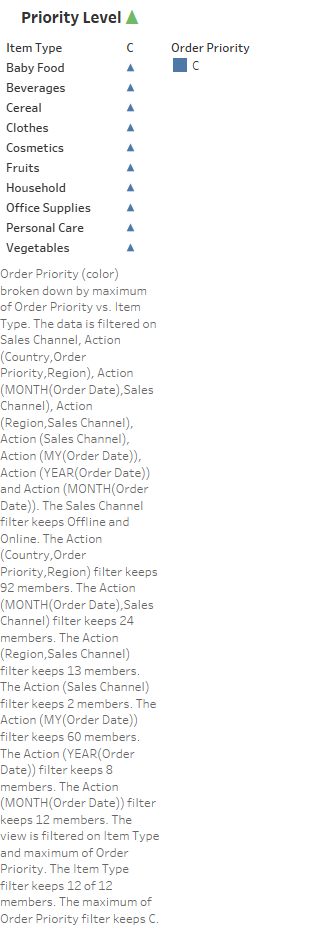 Priority Level
Item Type C Order Priority
Baby Food C
Beverages
Cereal
Clothes
Cosmetics
Fruits
Household
Office Supplies
Personal Care
Vegetables
Order Priority (color)
broken down by maximum
of Order Priority vs. Item
Type. The data is filtered on
Sales Channel, Action
(Country,Order
Priority,Region), Action
(MONTH(Order Date),Sales
Channel), Action
(Region,Sales Channel),
Action (Sales Channel),
Action (MY(Order Date)),
Action (YEAR(Order Date))
and Action (MONTH(Order
Date)). The Sales Channel
filter keeps Offline and
Online. The Action
(Country,Order
Priority,Region) filter keeps
92 members. The Action
(MONTH(Order Date),Sales
Channel) filter keeps 24
members. The Action
(Region,Sales Channel)
filter keeps 13 members.
The Action (Sales Channel)
filter keeps 2 members. The
Action (MY(Order Date))
filter keeps 60 members.
The Action (YEAR(Order
Date)) filter keeps 8
members. The Action
(MONTH(Order Date)) filter
keeps 12 members. The
view is filtered on Item Type
and maximum of Order
Priority. The Item Type
filter keeps 12 of 12
members. The maximum of
Order Priority filter keeps C.